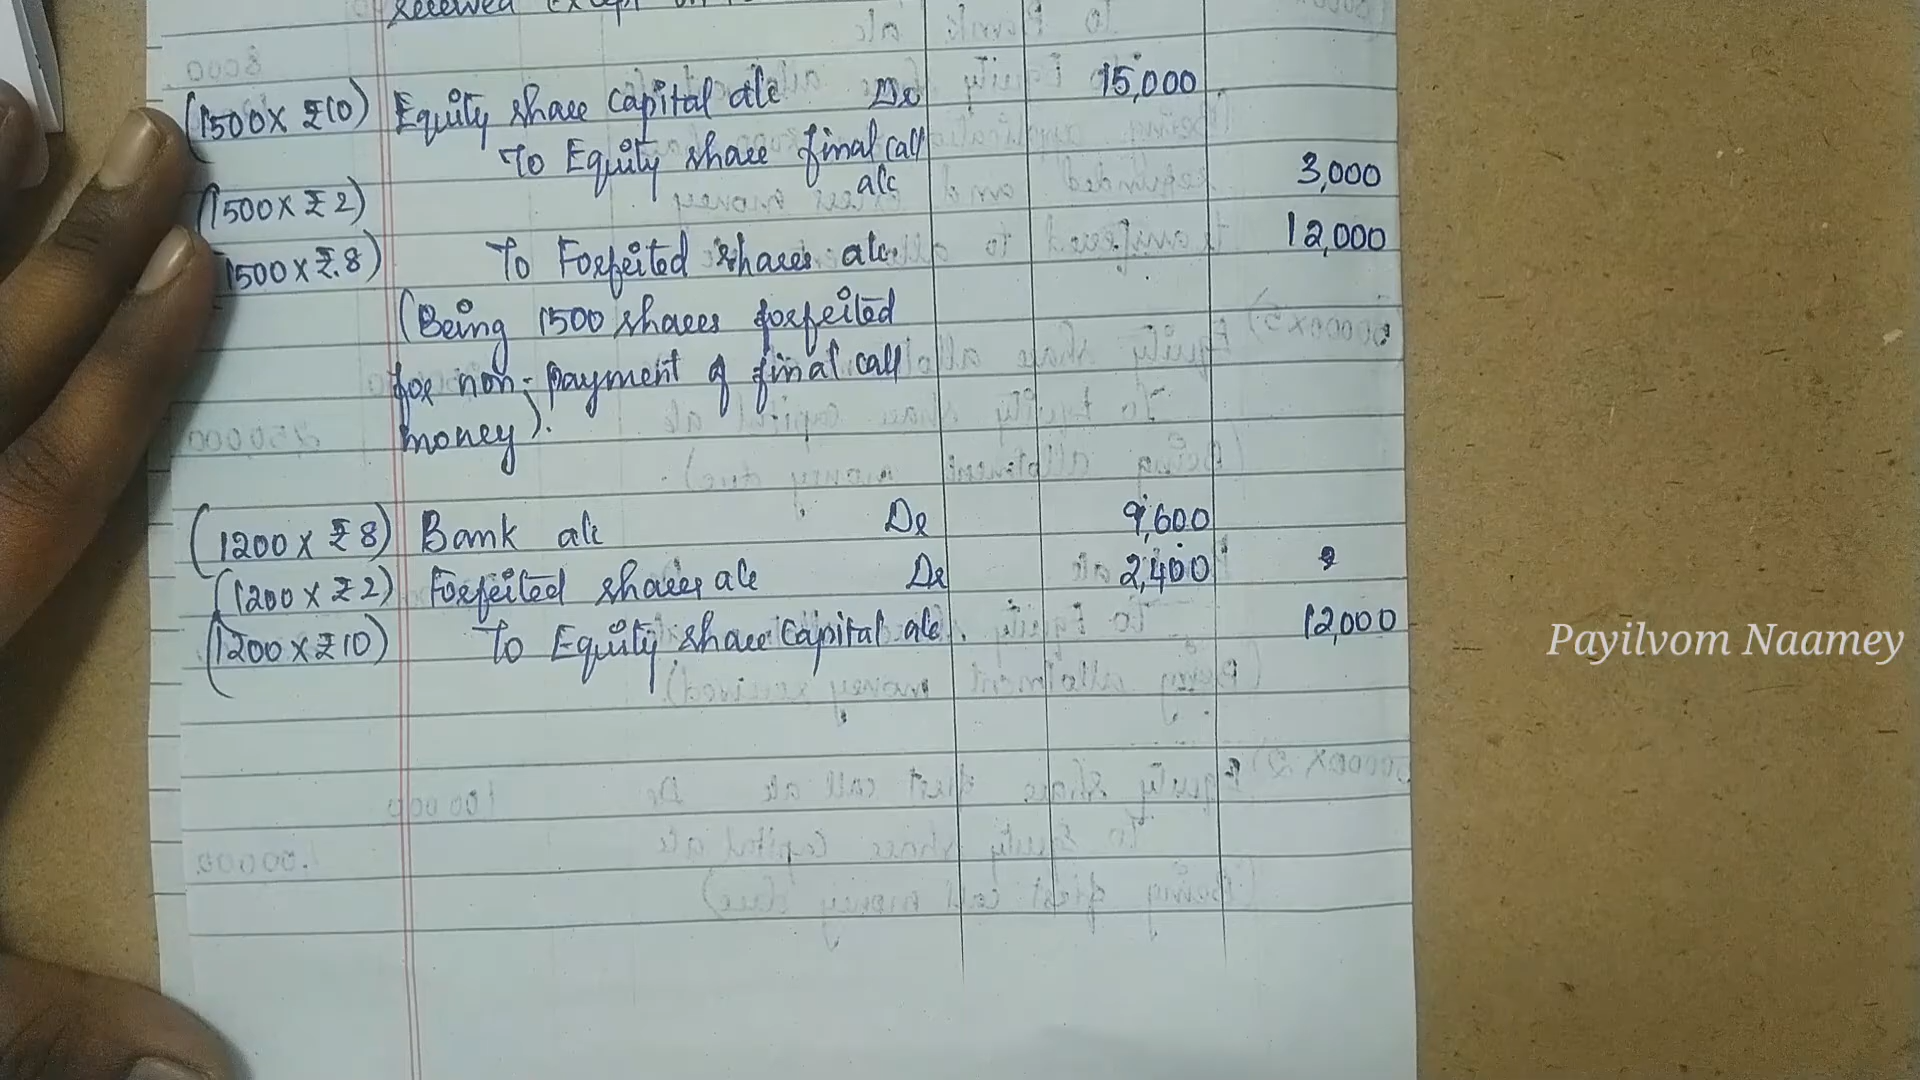 received except on
(1500 x ₹10) Equity share capital a/c Dr 15,000
To Equity share final call
a/c 3,000
(1500 x ₹2)
1500 x ₹.8) To Forfeited shares a/c. 12,000
(Being 1500 shares forfeited
for non-payment of final call
money).
(1200 x ₹8) Bank a/c Dr 9,600
(1200 x ₹2) Forfeited shares a/c Dr 2,400
(1200 x ₹10) To Equity share capital a/c. 12,000
Payilvom Naamey